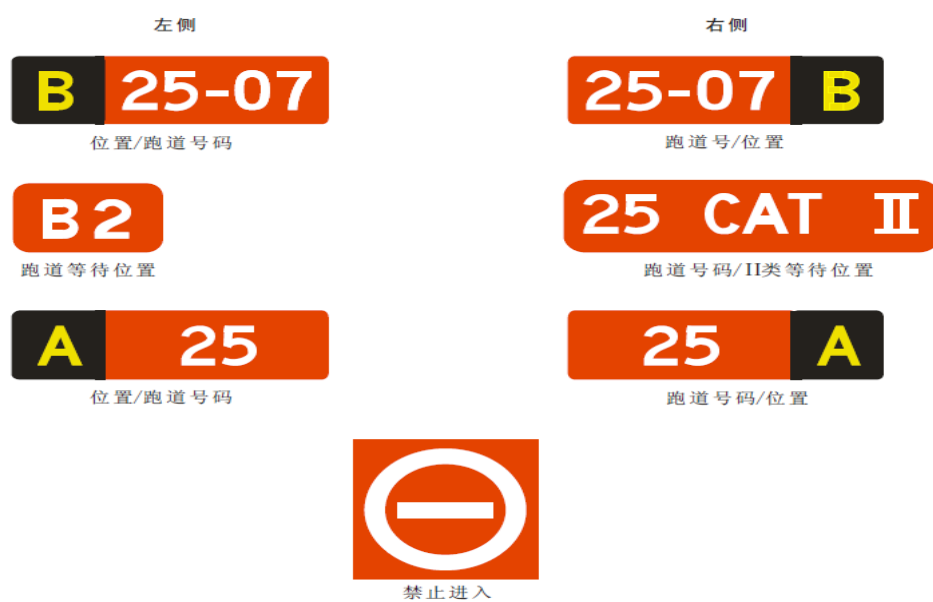 左侧 右侧
B 25-07 25-07 B
位置/跑道号码 跑道号/位置
B2 25 CAT II
跑道等待位置 跑道号码/II类等待位置
A 25 25 A
位置/跑道号码 跑道号码/位置
禁止进入